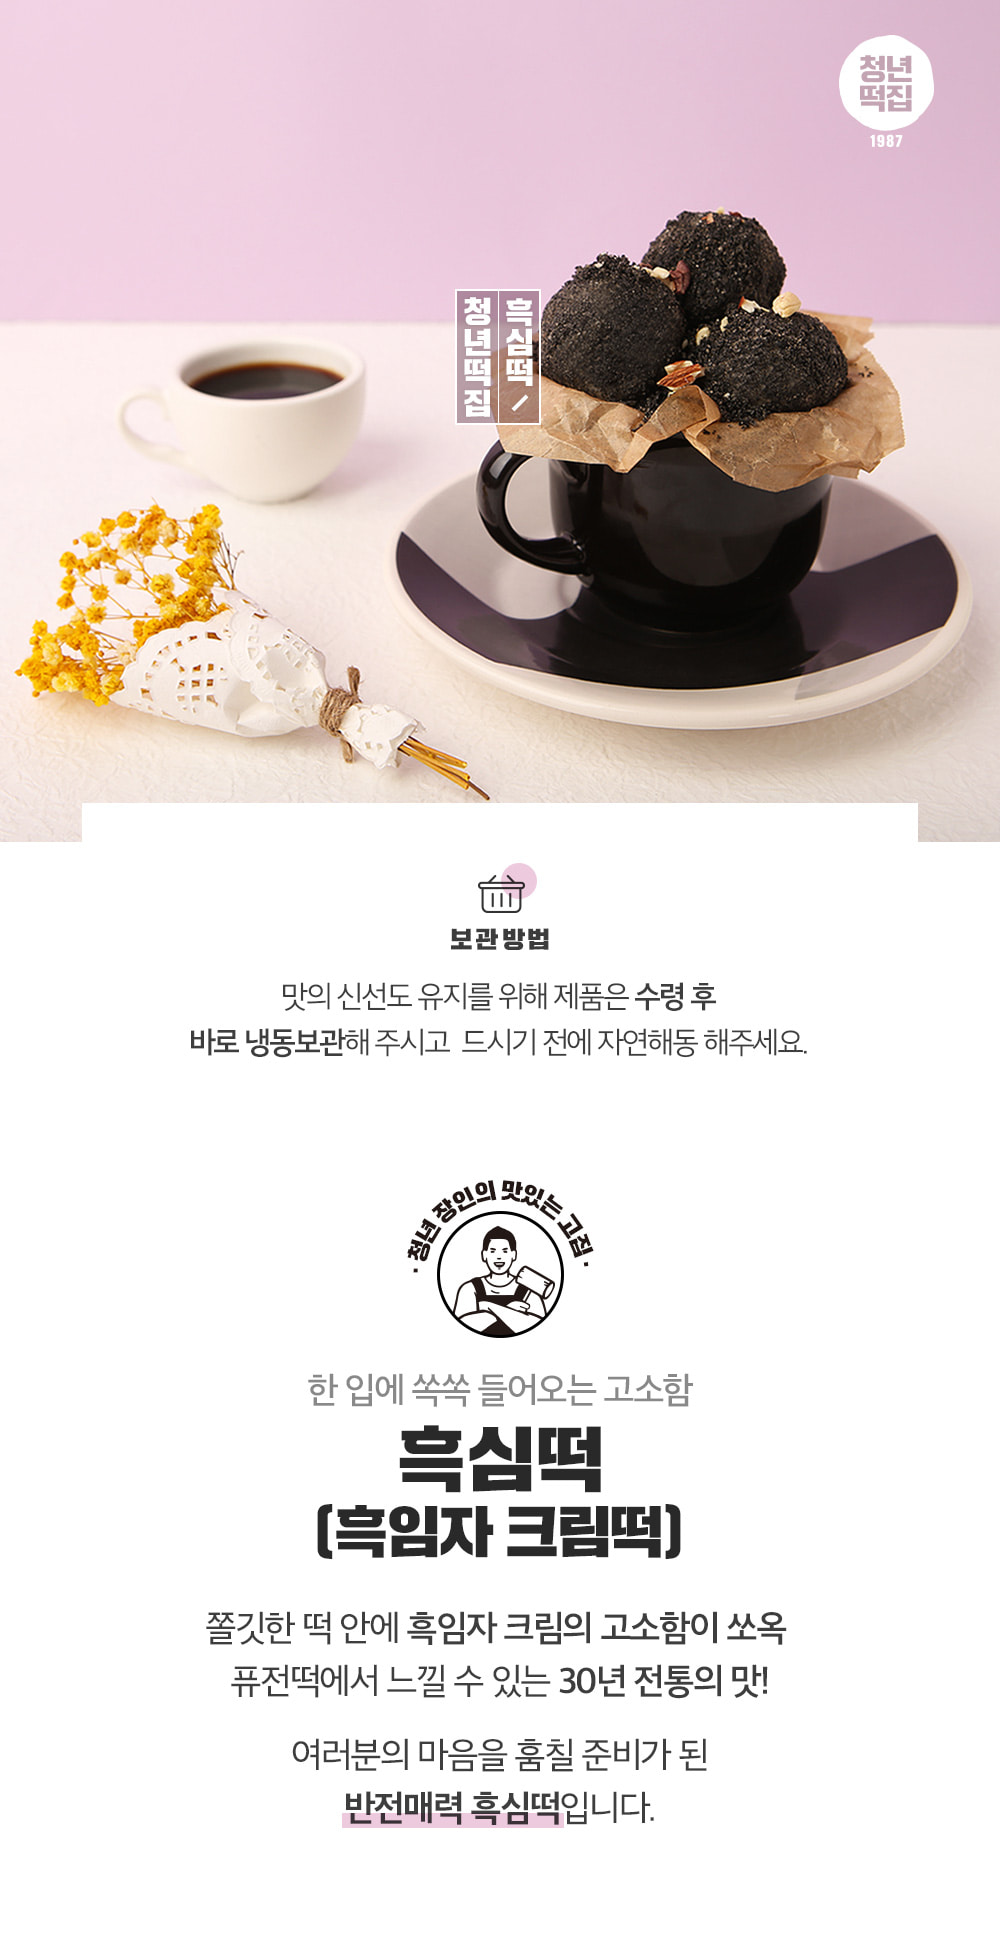 청년
떡집
1987
흑심떡
청년떡집
보관 방법
맛의 신선도 유지를 위해 제품은 수령 후
바로 냉동보관해 주시고 드시기 전에 자연해동 해주세요.
· 청년 장인의 맛있는 고집 ·
한 입에 쏙쏙 들어오는 고소함
흑심떡
(흑임자 크림떡)
쫄깃한 떡 안에 흑임자 크림의 고소함이 쏘옥
퓨전떡에서 느낄 수 있는 30년 전통의 맛!
여러분의 마음을 훔칠 준비가 된
반전매력 흑심떡입니다.